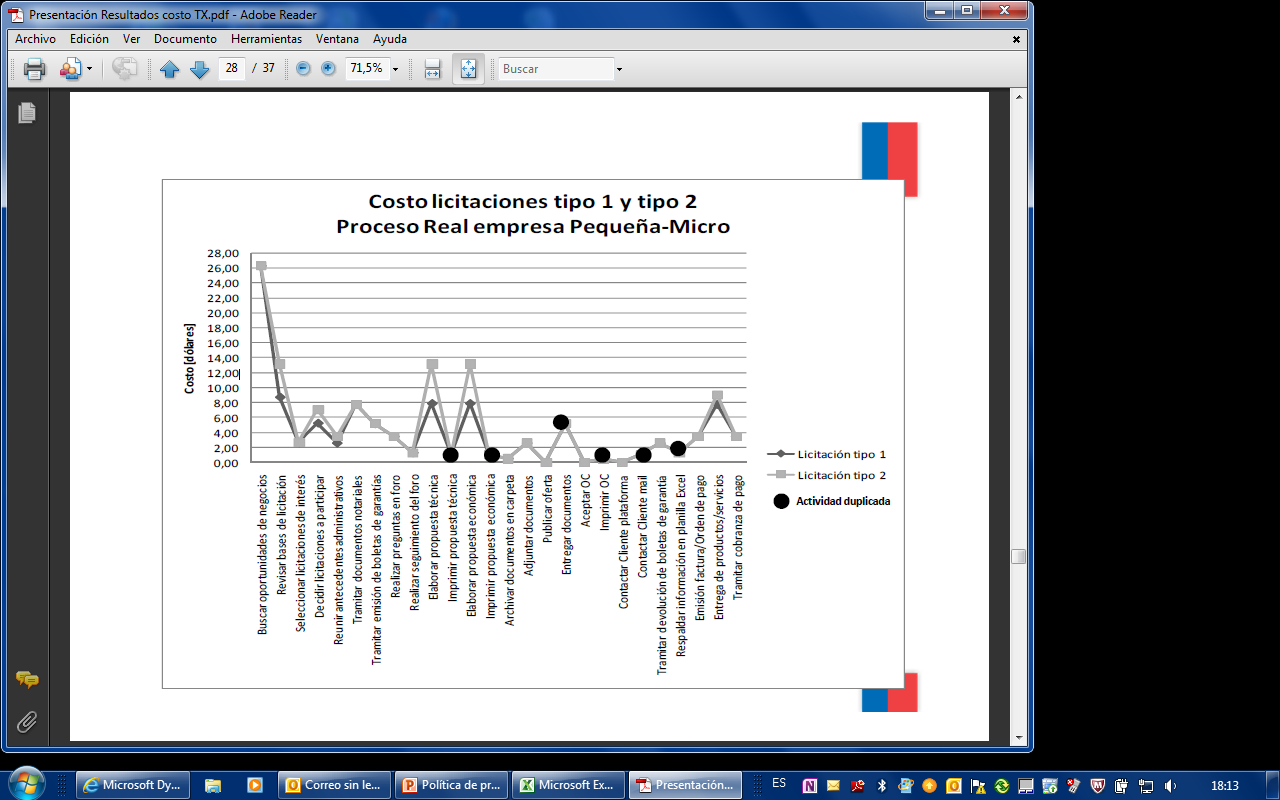 Presentación Resultados costo TX.pdf - Adobe Reader
Archivo Edición Ver Documento Herramientas Ventana Ayuda
28 / 37 71,5% Buscar
Costo licitaciones tipo 1 y tipo 2
Proceso Real empresa Pequeña-Micro
Costo [dólares]
28,00
26,00
24,00
22,00
20,00
18,00
16,00
14,00
12,00
10,00
8,00
6,00
4,00
2,00
0,00
Buscar oportunidades de negocios
Revisar bases de licitación
Seleccionar licitaciones de interés
Decidir licitaciones a participar
Reunir antecedentes administrativos
Tramitar documentos notariales
Tramitar emisión de boletas de garantías
Realizar preguntas en foro
Realizar seguimiento del foro
Elaborar propuesta técnica
Imprimir propuesta técnica
Elaborar propuesta económica
Imprimir propuesta económica
Archivar documentos en carpeta
Adjuntar documentos
Publicar oferta
Entregar documentos
Aceptar OC
Imprimir OC
Contactar Cliente plataforma
Contactar Cliente mail
Tramitar devolución de boletas de garantía
Respaldar información en planilla Excel
Emisión factura/Orden de pago
Entrega de productos/servicios
Tramitar cobranza de pago
Licitación tipo 1
Licitación tipo 2
Actividad duplicada
Microsoft Dy...
Correo sin le...
Política de pr...
Microsoft Ex...
Presentación...
ES
18:13